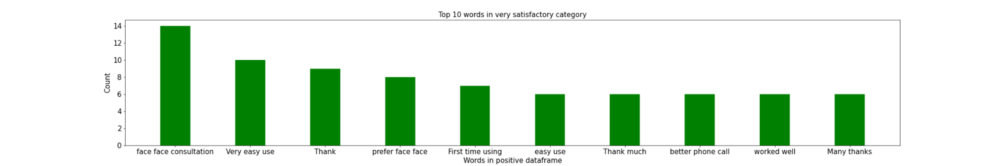 Top 10 words in very satisfactory category
14
12
10
8
6
4
2
0
Count
face face consultation Very easy use Thank prefer face face First time using easy use Thank much better phone call worked well Many thanks
Words in positive dataframe